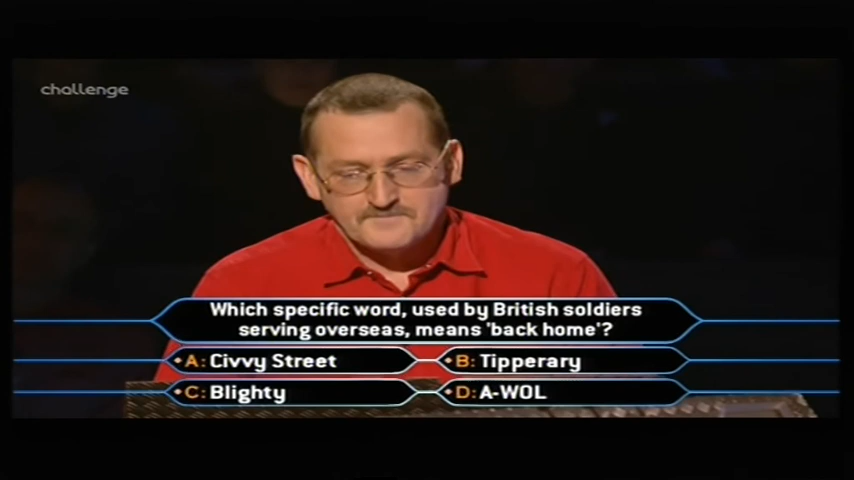 challenge
Which specific word, used by British soldiers
serving overseas, means 'back home'?
A: Civvy Street
B: Tipperary
C: Blighty
D: A-WOL